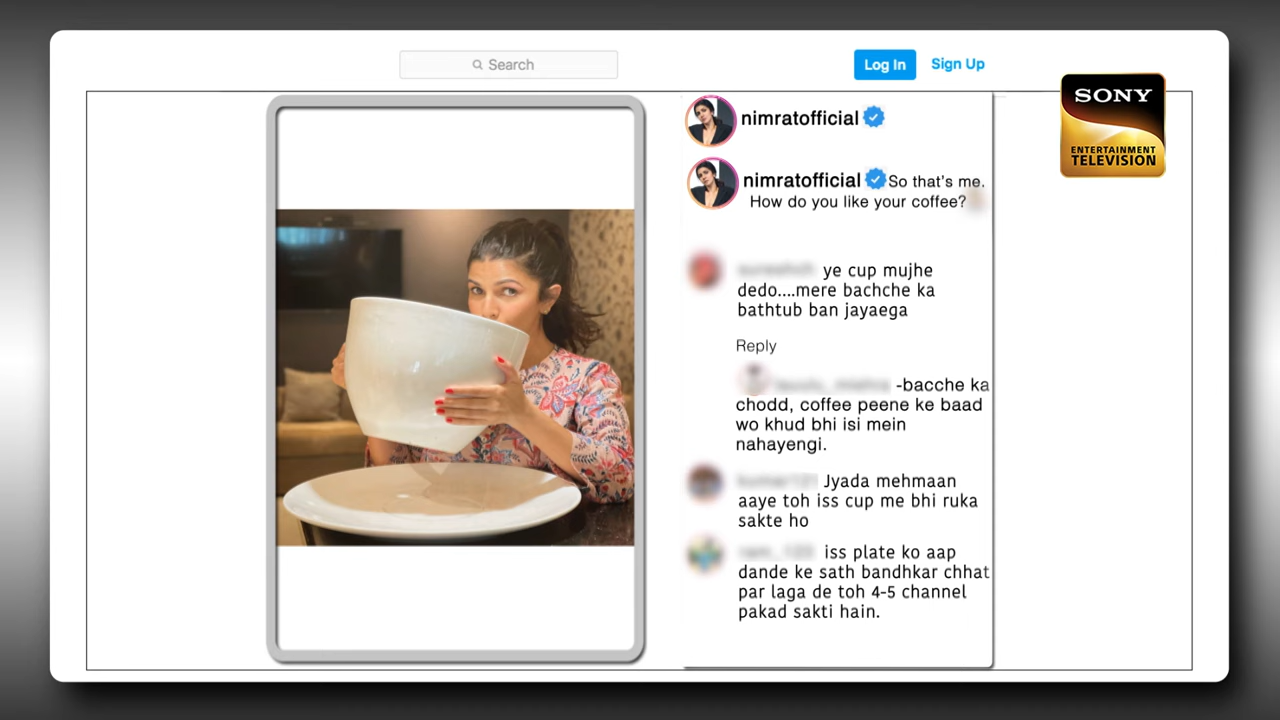 Search
Log In
Sign Up
SONY
ENTERTAINMENT
TELEVISION
nimratofficial
nimratofficial So that's me.
How do you like your coffee?
ye cup mujhe
dedo....mere bachche ka
bathtub ban jayaega
Reply
-bacche ka
chodd, coffee peene ke baad
wo khud bhi isi mein
nahayengi.
Jyada mehmaan
aaye toh iss cup me bhi ruka
sakte ho
iss plate ko aap
dande ke sath bandhkar chhat
par laga de toh 4-5 channel
pakad sakti hain.